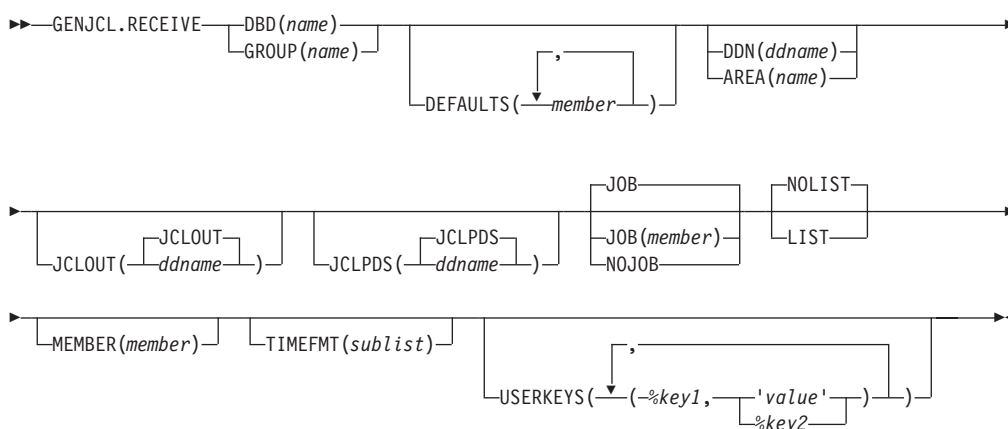 GENJCL.RECEIVE DBD(name)
GROUP(name)
DEFAULTS( , member )
DDN(ddname)
AREA(name)
JCLOUT( JCLOUT
ddname )
JCLPDS( JCLPDS
ddname )
JOB
JOB(member)
NOJOB
NOLIST
LIST
MEMBER(member)
TIMEFMT(sublist)
USERKEYS( , (%key1, 'value' ) )
%key2